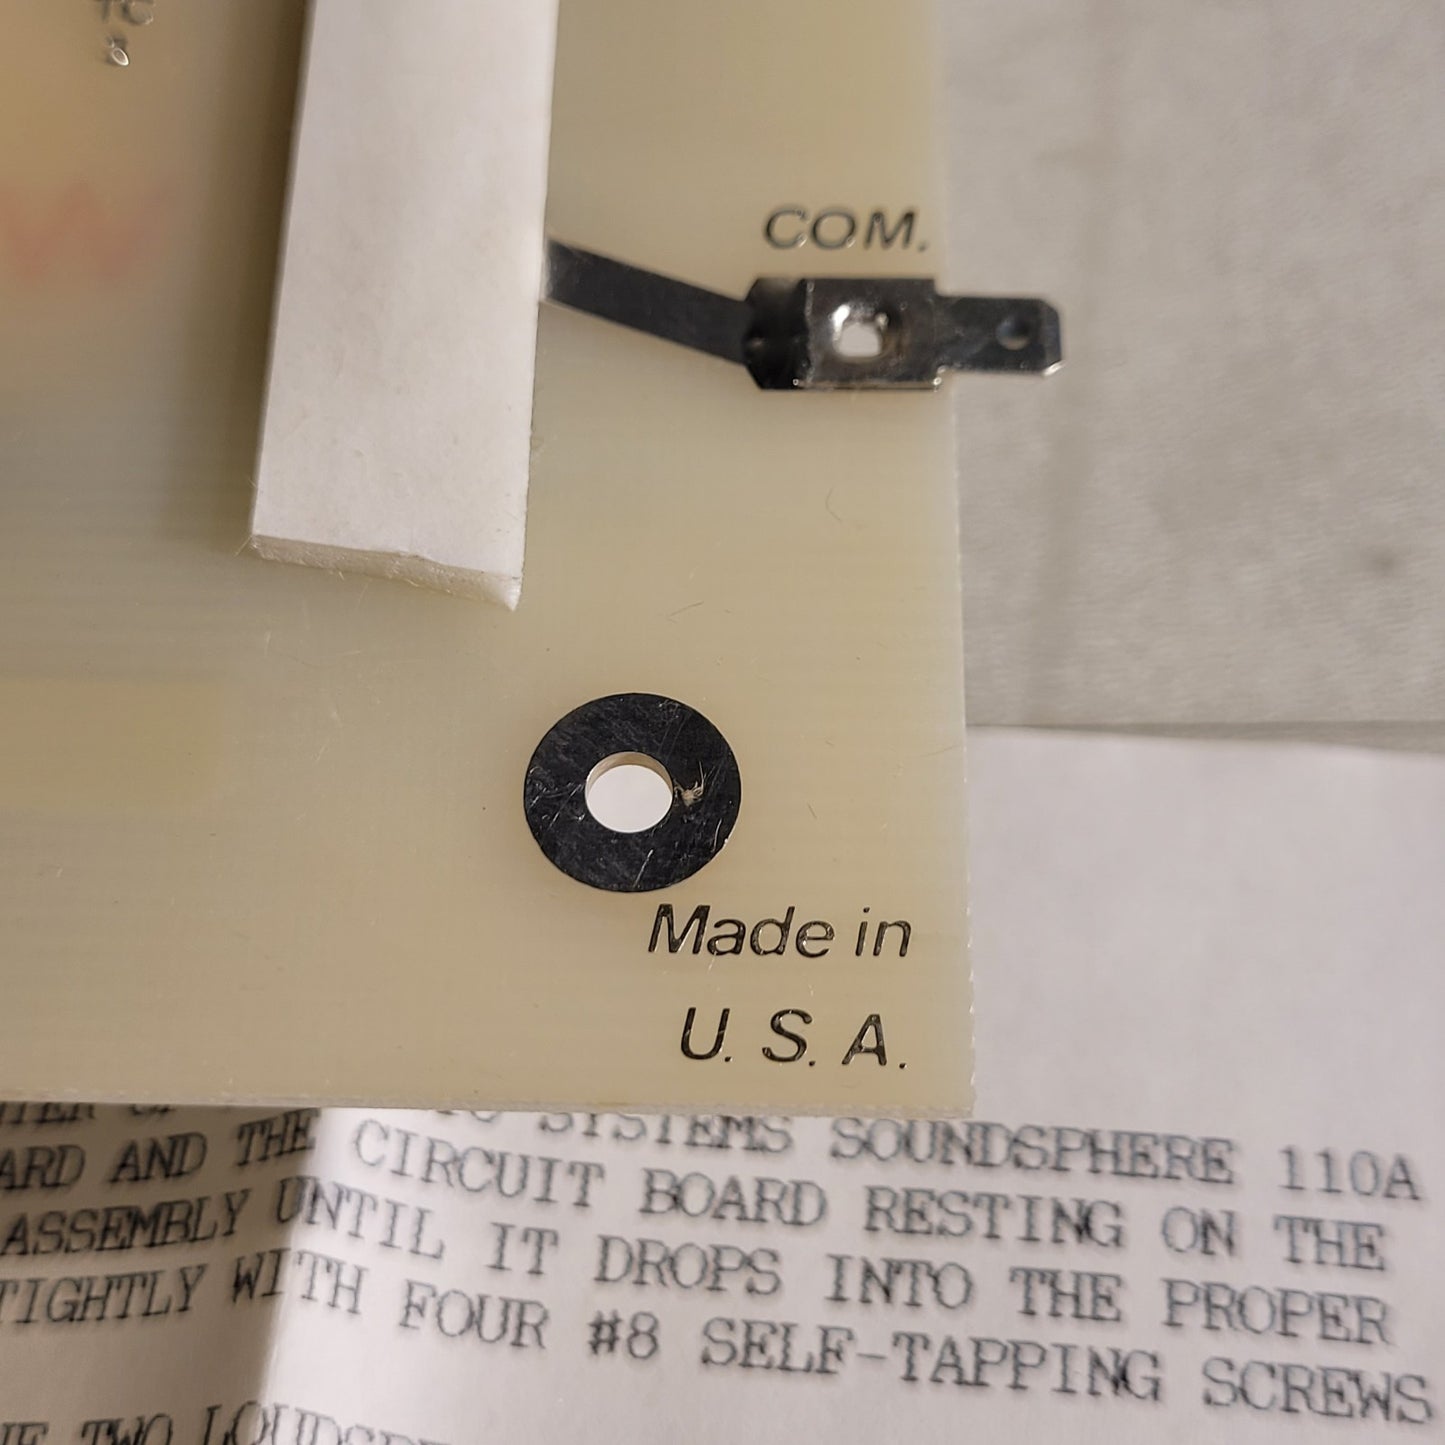 COM.
Made in
U. S. A.
SYSTEMS SOUNDSPHERE 110A
AND THE CIRCUIT BOARD RESTING ON THE
ASSEMBLY UNTIL IT DROPS INTO THE PROPER
TIGHTLY WITH FOUR #8 SELF-TAPPING SCREWS
TWO